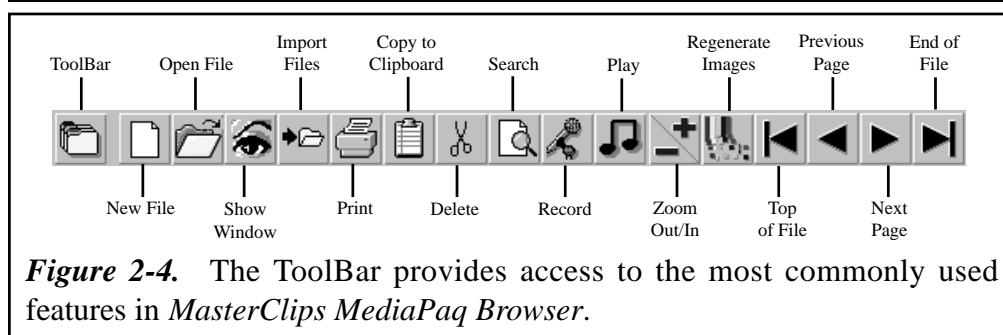 Import Copy to Regenerate Previous End of
ToolBar Open File Files Clipboard Search Play Images Page File
New File Show Print Delete Record Zoom Top Next
Window Out/In of File Page
Figure 2-4. The ToolBar provides access to the most commonly used
features in MasterClips MediaPaq Browser.